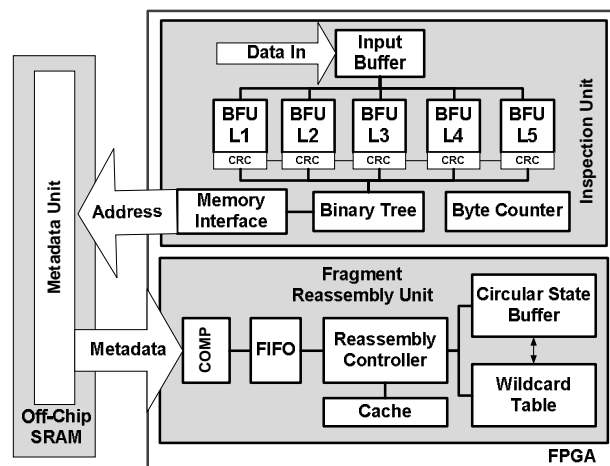 Data In
Input
Buffer
BFU
L1
BFU
L2
BFU
L3
BFU
L4
BFU
L5
CRC
CRC
CRC
CRC
CRC
Inspection Unit
Address
Memory
Interface
Binary Tree
Byte Counter
Metadata Unit
Off-Chip
SRAM
Fragment
Reassembly Unit
Metadata
COMP
FIFO
Reassembly
Controller
Cache
Circular State
Buffer
Wildcard
Table
FPGA